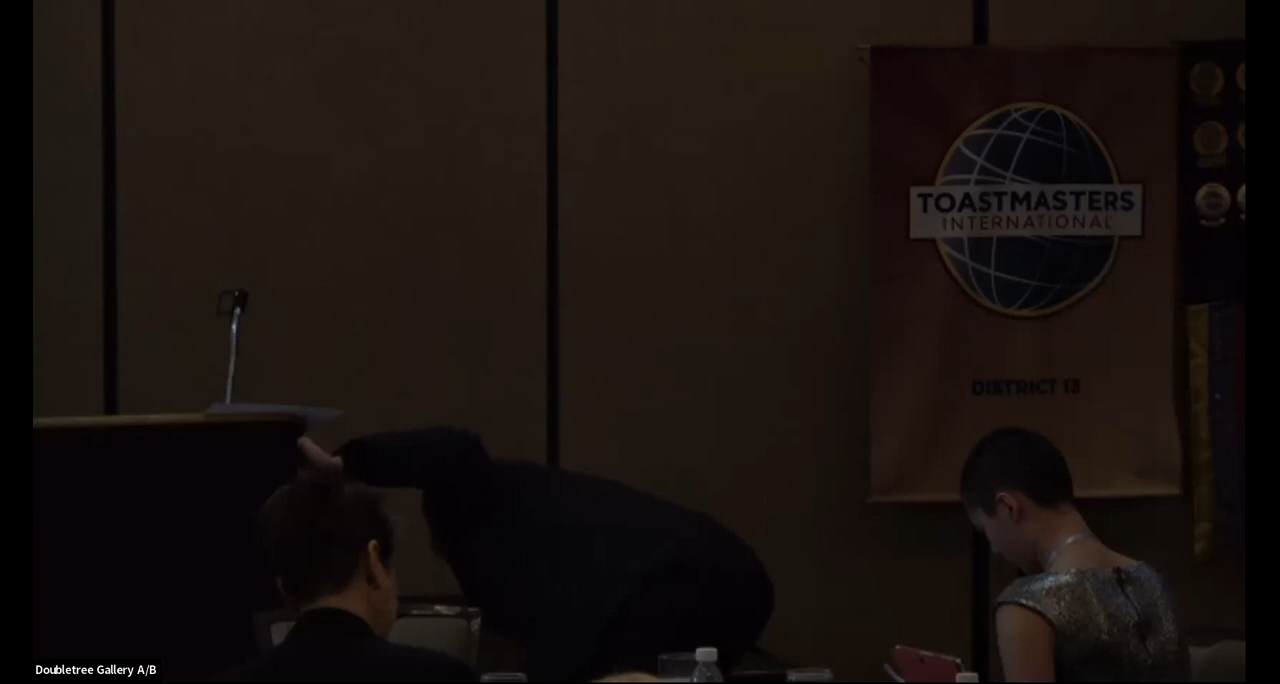 TOASTMASTERS
INTERNATIONAL
DISTRICT 13
Doubletree Gallery A/B